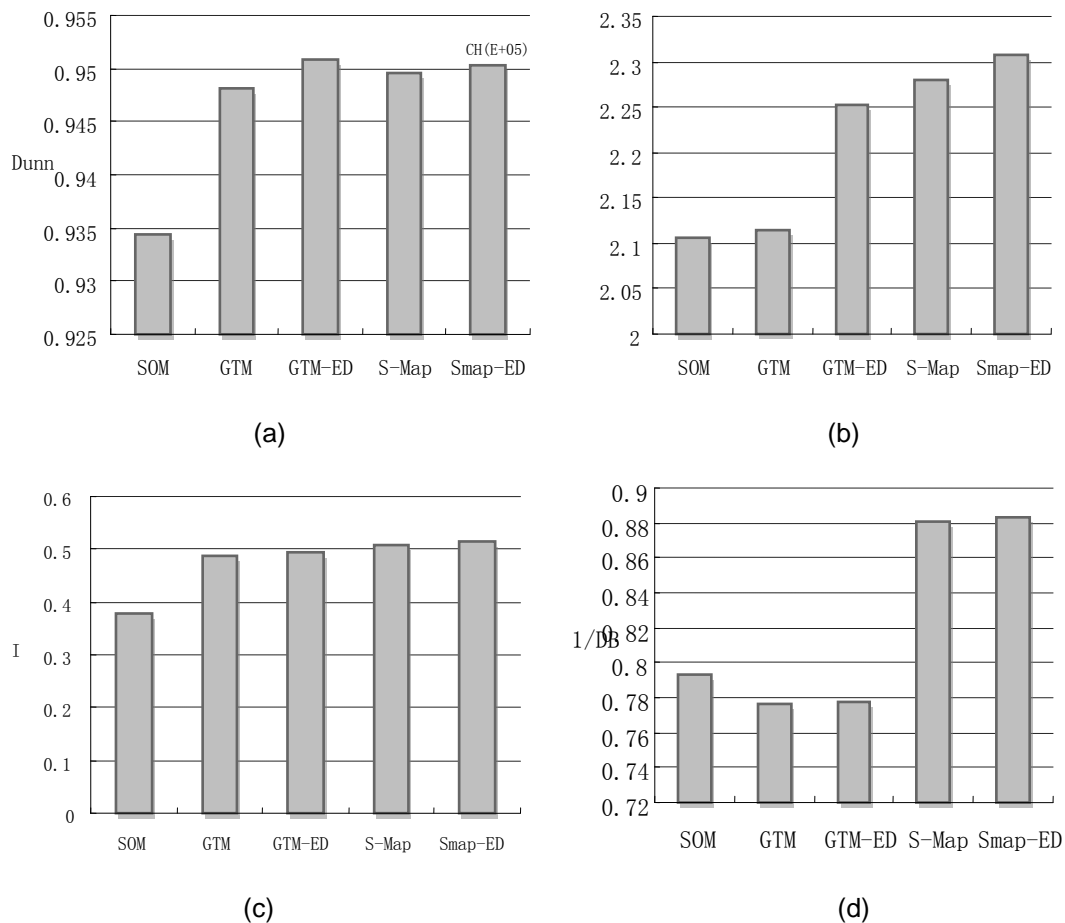 0.955
0.95
0.945
0.94
0.935
0.93
0.925
Dunn
CH(E+05)
SOM GTM GTM-ED S-Map Smap-ED
(a)
2.35
2.3
2.25
2.2
2.15
2.1
2.05
2
SOM GTM GTM-ED S-Map Smap-ED
(b)
0.6
0.5
0.4
0.3
0.2
0.1
0
I
SOM GTM GTM-ED S-Map Smap-ED
(c)
0.9
0.88
0.86
0.84
0.82
0.8
0.78
0.76
0.74
0.72
1/DB
SOM GTM GTM-ED S-Map Smap-ED
(d)